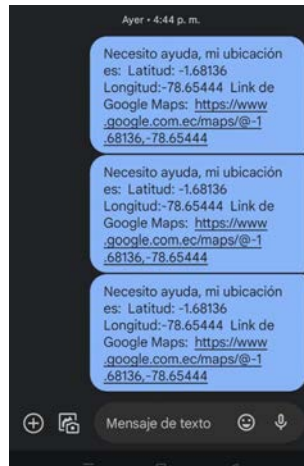 Ayer • 4:44 p. m.
Necesito ayuda, mi ubicación
es:  Latitud: -1.68136
Longitud:-78.65444  Link de
Google Maps:  https://www
.google.com.ec/maps/@-1
.68136,-78.65444
Necesito ayuda, mi ubicación
es:  Latitud: -1.68136
Longitud:-78.65444  Link de
Google Maps:  https://www
.google.com.ec/maps/@-1
.68136,-78.65444
Necesito ayuda, mi ubicación
es:  Latitud: -1.68136
Longitud:-78.65444  Link de
Google Maps:  https://www
.google.com.ec/maps/@-1
.68136,-78.65444
Mensaje de texto